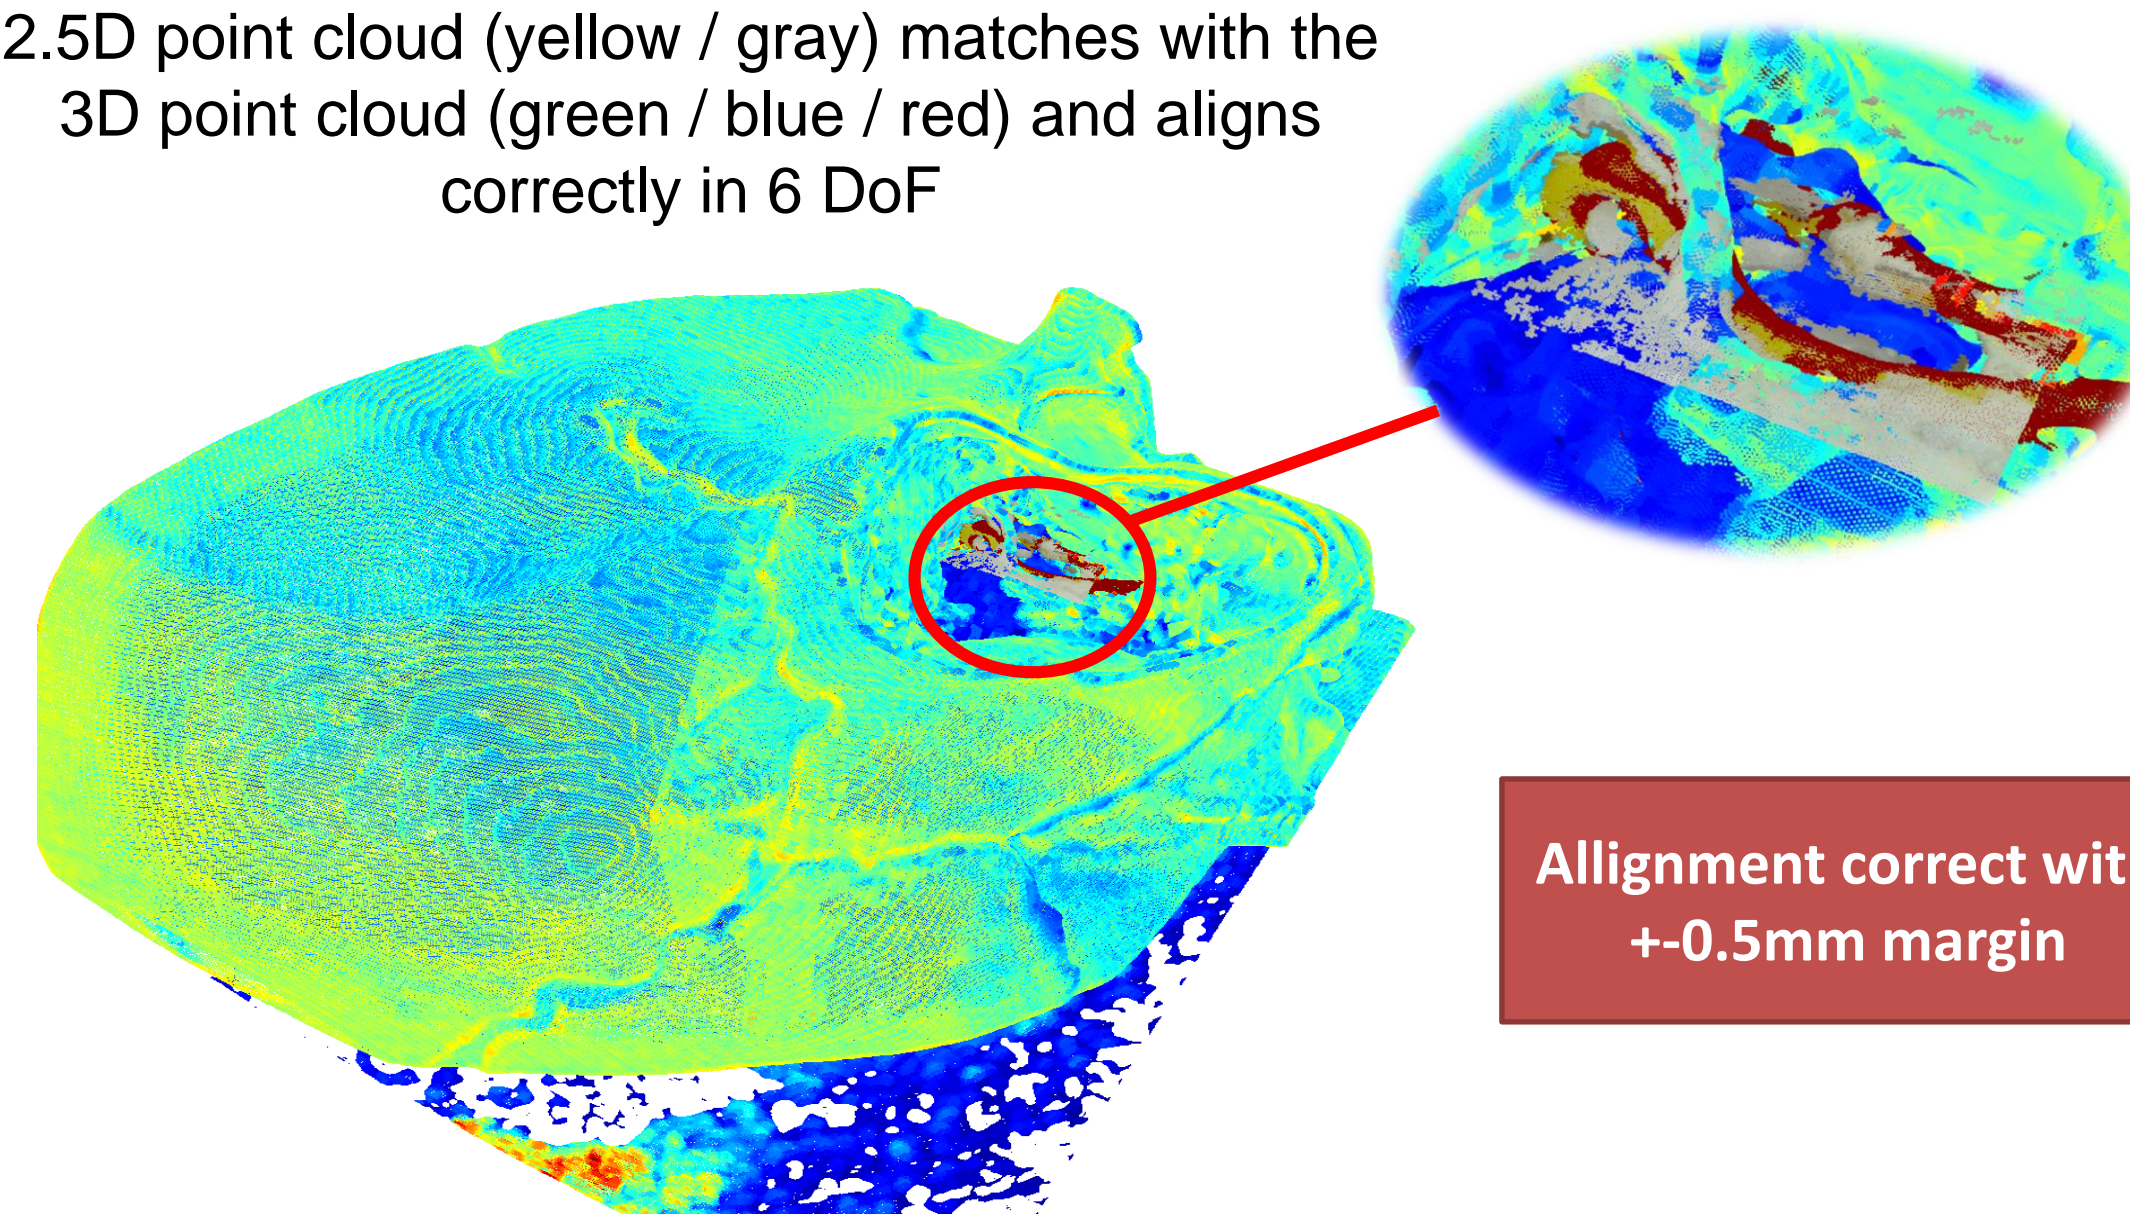 2.5D point cloud (yellow / gray) matches with the
3D point cloud (green / blue / red) and aligns
correctly in 6 DoF
Allignment correct wit
+-0.5mm margin